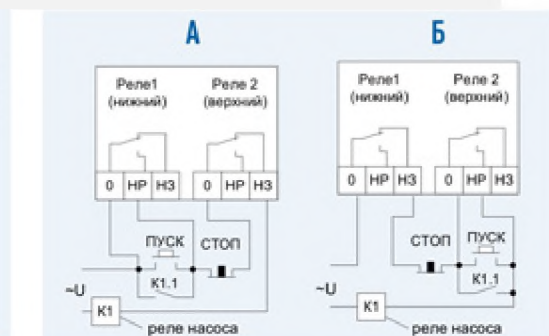 А Б
Реле1 Реле 2 Реле1 Реле 2
(нижний) (верхний) (нижний) (верхний)
0 НР НЗ 0 НР НЗ 0 НР НЗ 0 НР НЗ
ПУСК СТОП СТОП ПУСК
К1.1 К1.1
~U ~U
К1 К1
реле насоса реле насоса